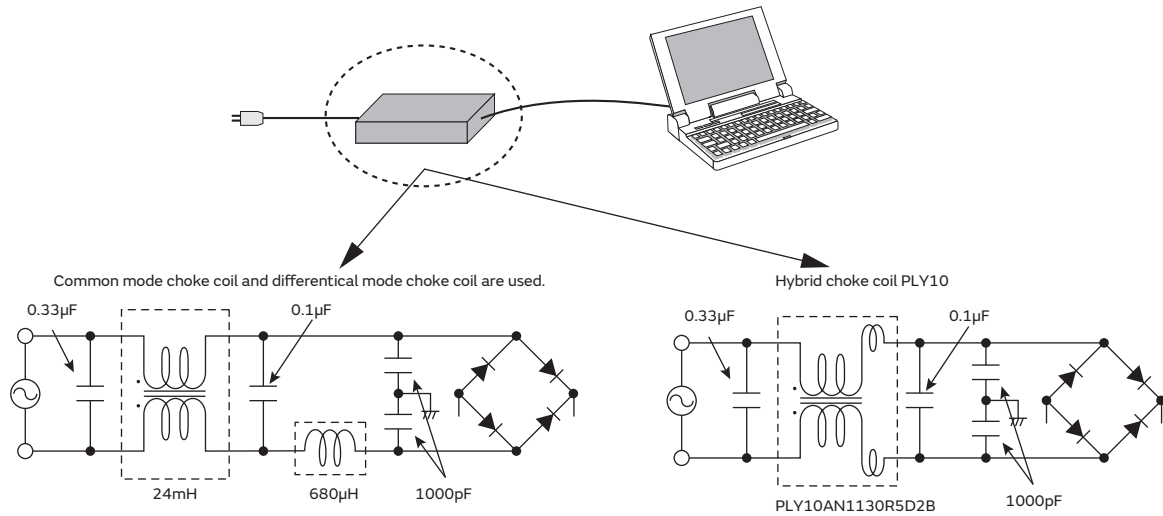 Common mode choke coil and differentical mode choke coil are used.
0.33μF
0.1μF
24mH
680μH
1000pF
Hybrid choke coil PLY10
0.33μF
0.1μF
PLY10AN1130R5D2B
1000pF